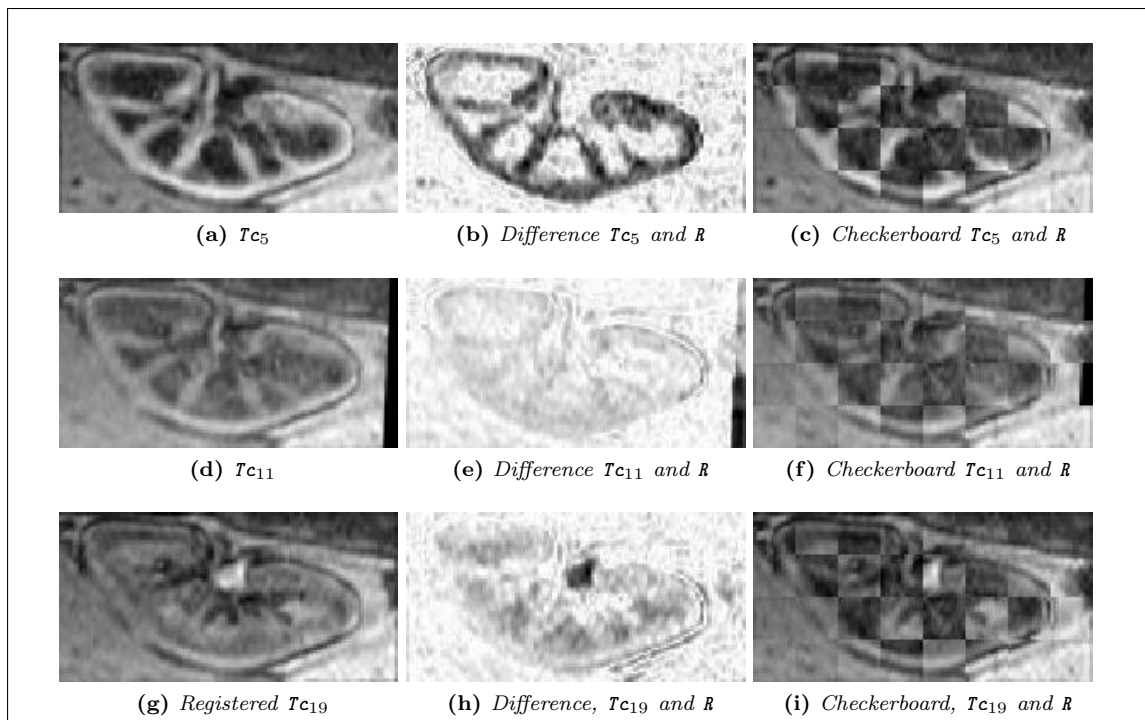 (a) Tc5 (b) Difference Tc5 and R (c) Checkerboard Tc5 and R
(d) Tc11 (e) Difference Tc11 and R (f) Checkerboard Tc11 and R
(g) Registered Tc19 (h) Difference, Tc19 and R (i) Checkerboard, Tc19 and R